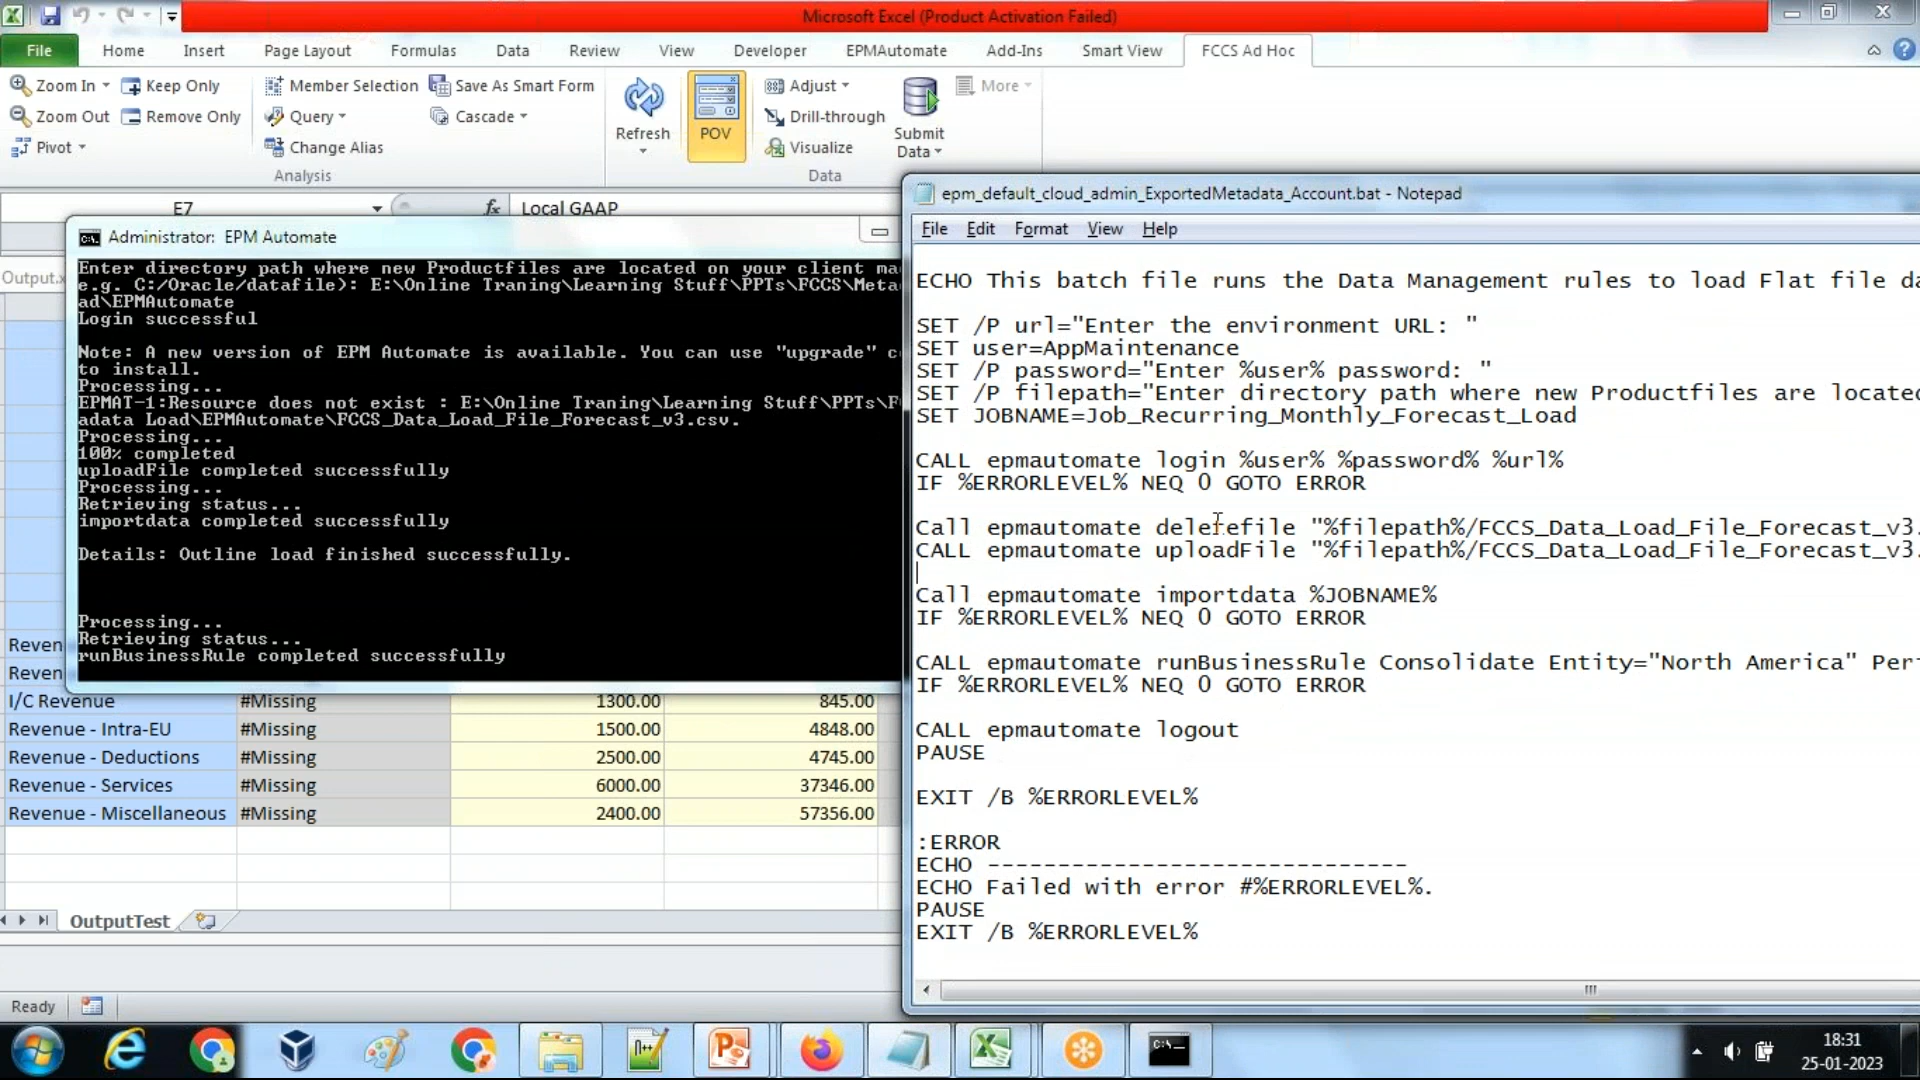 Microsoft Excel (Product Activation Failed)
File Home Insert Page Layout Formulas Data Review View Developer EPMAutomate Add-Ins Smart View FCCS Ad Hoc
Zoom In Keep Only
Zoom Out Remove Only
Pivot
Member Selection Save As Smart Form
Query Cascade
Change Alias
Analysis
Refresh
POV
Adjust
Drill-through
Visualize
Submit
Data
More
Data
E7 fx Local GAAP
Output.x
Administrator: EPM Automate
Enter directory path where new Productfiles are located on your client ma
e.g. C:/Oracle/datafile): E:\Online Traning\Learning Stuff\PPTs\FCCS\Meta
ad\EPMAutomate
Login successful
Note: A new version of EPM Automate is available. You can use "upgrade" c
to install.
Processing...
EPMAT-1:Resource does not exist : E:\Online Traning\Learning Stuff\PPTs\F
adata Load\EPMAutomate\FCCS_Data_Load_File_Forecast_v3.csv.
Processing...
100% completed
uploadFile completed successfully
Processing...
Retrieving status...
importdata completed successfully
Details: Outline load finished successfully.
Processing...
Retrieving status...
runBusinessRule completed successfully
Reven
Reven
I/C Revenue #Missing 1300.00 845.00
Revenue - Intra-EU #Missing 1500.00 4848.00
Revenue - Deductions #Missing 2500.00 4745.00
Revenue - Services #Missing 6000.00 37346.00
Revenue - Miscellaneous #Missing 2400.00 57356.00
OutputTest
Ready
epm_default_cloud_admin_ExportedMetadata_Account.bat - Notepad
File Edit Format View Help
ECHO This batch file runs the Data Management rules to load Flat file da
SET /P url="Enter the environment URL: "
SET user=AppMaintenance
SET /P password="Enter %user% password: "
SET /P filepath="Enter directory path where new Productfiles are located
SET JOBNAME=Job_Recurring_Monthly_Forecast_Load
CALL epmautomate login %user% %password% %url%
IF %ERRORLEVEL% NEQ 0 GOTO ERROR
Call epmautomate deletefile "%filepath%/FCCS_Data_Load_File_Forecast_v3.
CALL epmautomate uploadFile "%filepath%/FCCS_Data_Load_File_Forecast_v3.
Call epmautomate importdata %JOBNAME%
IF %ERRORLEVEL% NEQ 0 GOTO ERROR
CALL epmautomate runBusinessRule Consolidate Entity="North America" Peri
IF %ERRORLEVEL% NEQ 0 GOTO ERROR
CALL epmautomate logout
PAUSE
EXIT /B %ERRORLEVEL%
:ERROR
ECHO ------------------------------
ECHO Failed with error #%ERRORLEVEL%.
PAUSE
EXIT /B %ERRORLEVEL%
18:31
25-01-2023